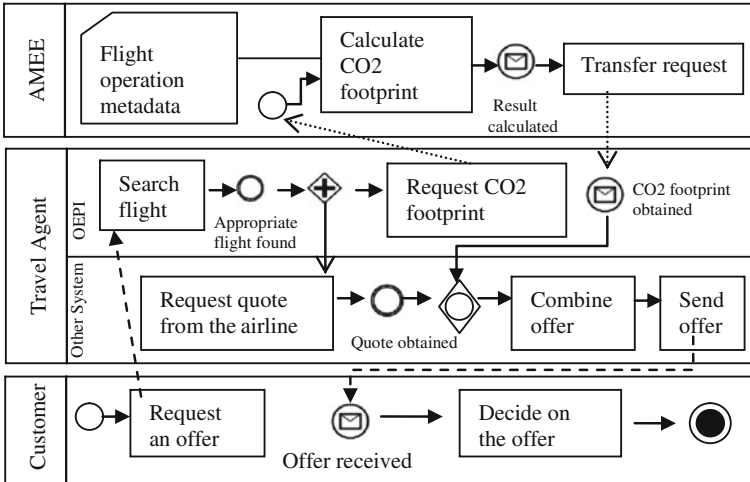 AMEE
Flight
operation
metadata
Calculate
CO2
footprint
Result
calculated
Transfer request
Travel Agent
OEPI
Search
flight
Appropriate
flight found
Request CO2
footprint
CO2 footprint
obtained
Other System
Request quote
from the airline
Quote obtained
Combine
offer
Send
offer
Customer
Request
an offer
Offer received
Decide on
the offer